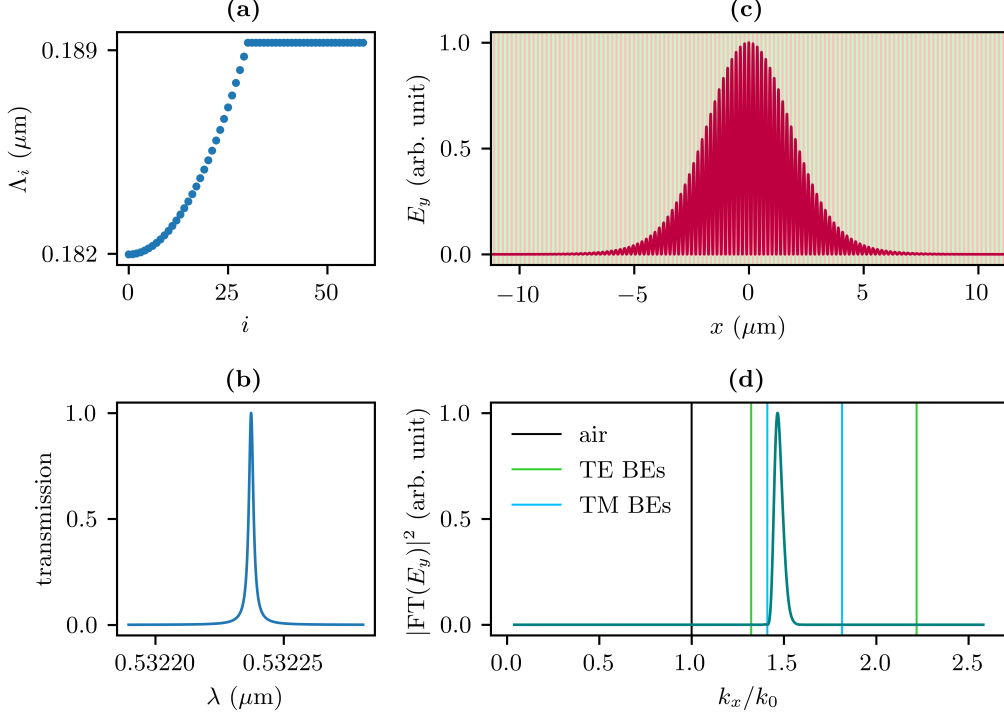 (a)
0.189
0.182
Λᵢ (μm)
0
25
50
i
(c)
1.0
0.5
0.0
E_y (arb. unit)
−10
−5
0
5
10
x (μm)
(b)
1.0
0.5
0.0
transmission
0.53220
0.53225
λ (μm)
(d)
1.0
0.5
0.0
|FT(E_y)|² (arb. unit)
air
TE BEs
TM BEs
0.0
0.5
1.0
1.5
2.0
2.5
k_x/k_0